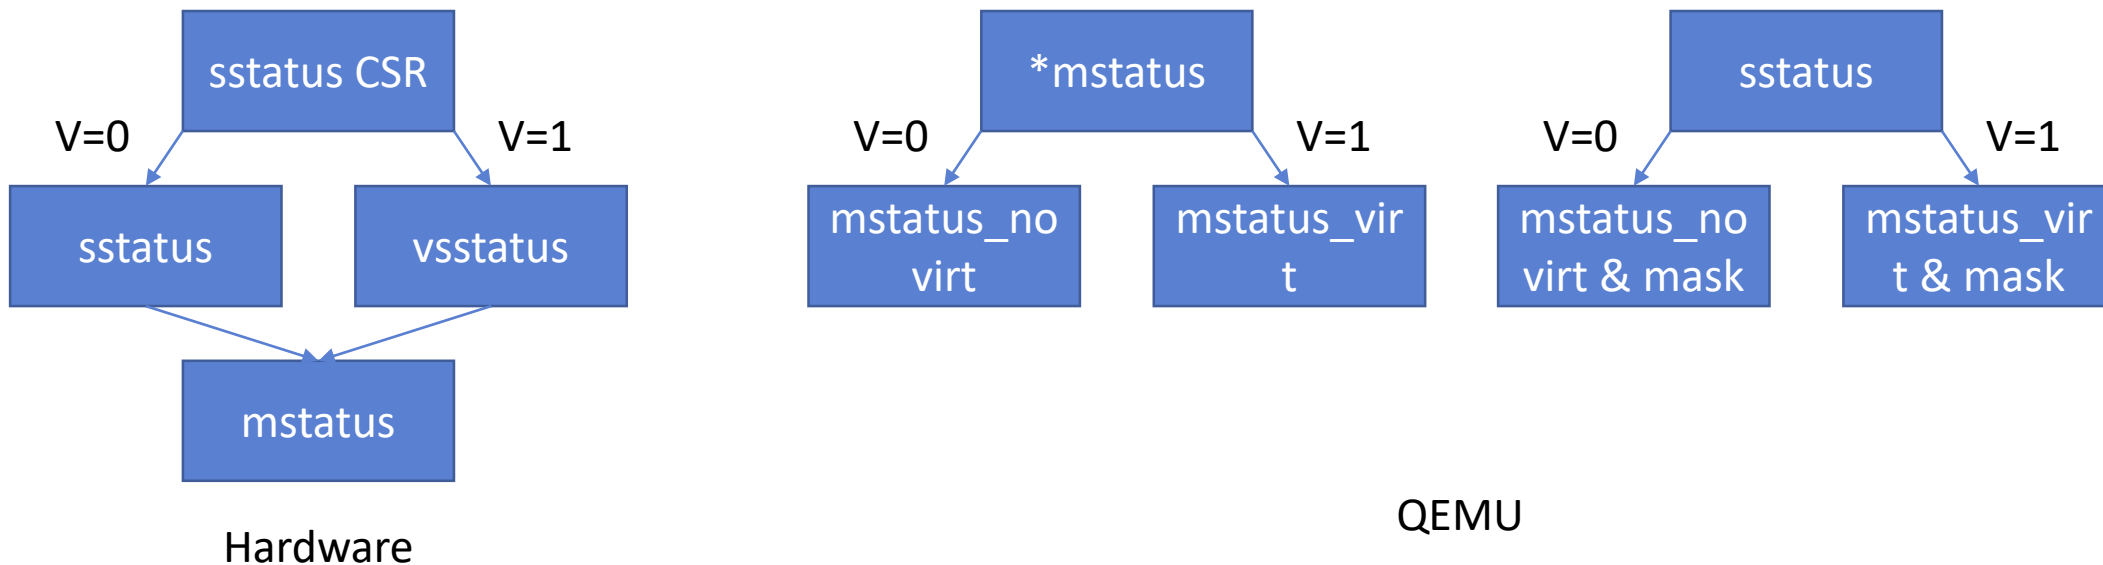 sstatus CSR
V=0
V=1
sstatus
vsstatus
mstatus
Hardware
*mstatus
V=0
V=1
mstatus_no
virt
mstatus_vir
t
sstatus
V=0
V=1
mstatus_no
virt & mask
mstatus_vir
t & mask
QEMU